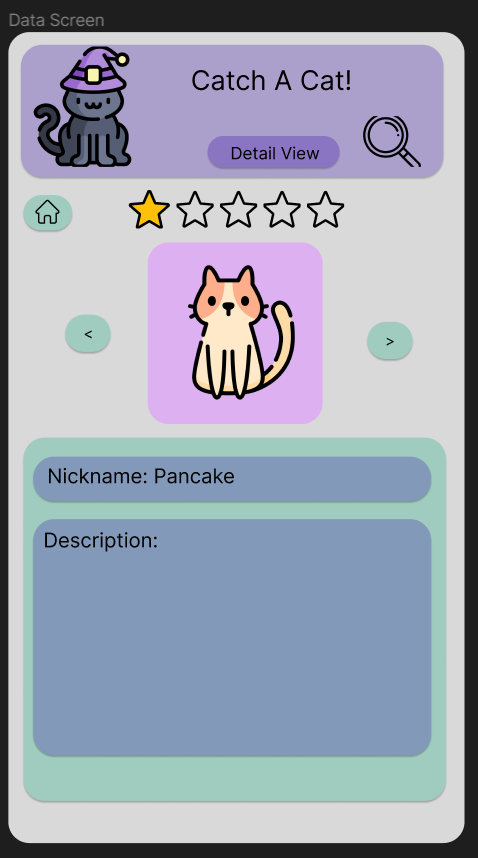 Data Screen
Catch A Cat!
Detail View
<
>
Nickname: Pancake
Description: